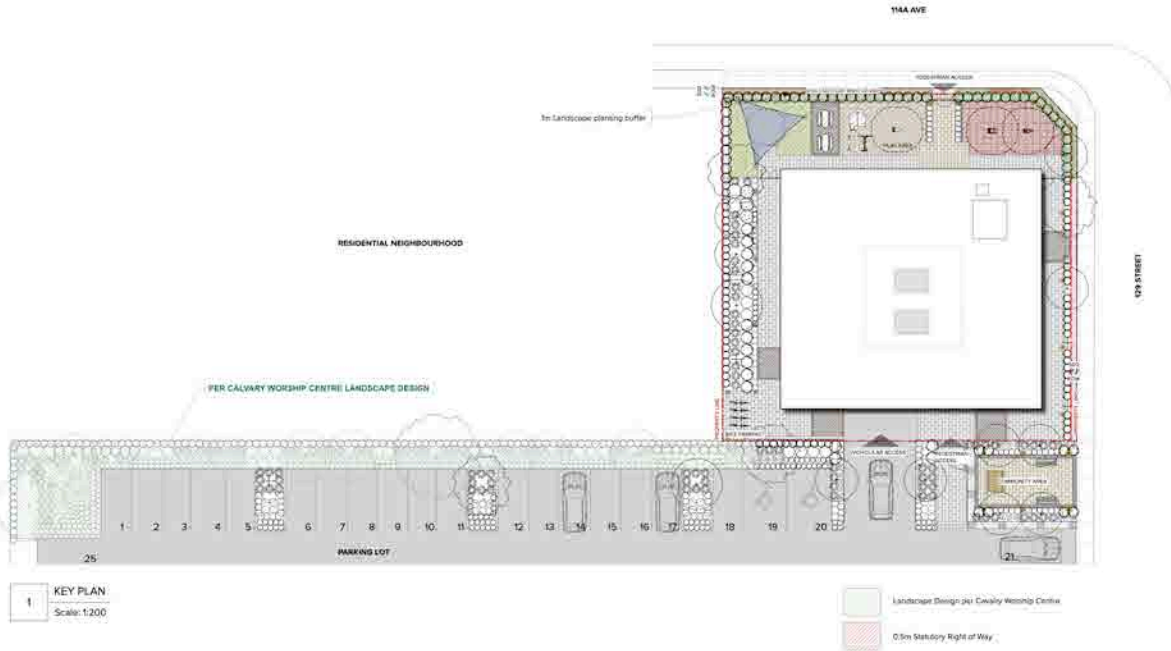 114A AVE
PEDESTRIAN ACCESS
1m Landscape planting buffer
PLAY AREA
RESIDENTIAL NEIGHBOURHOOD
129 STREET
PER CALVARY WORSHIP CENTRE LANDSCAPE DESIGN
PROPERTY LINE
BIKE PARKING
VEHICULAR ACCESS
PEDESTRIAN
ACCESS
COMMUNITY AREA
1 2 3 4 5 6 7 8 9 10 11 12 13 14 15 16 17 18 19 20
21
PARKING LOT
25
1
KEY PLAN
Scale: 1:200
Landscape Design per Cavalry Worship Centre
0.5m Statutory Right of Way